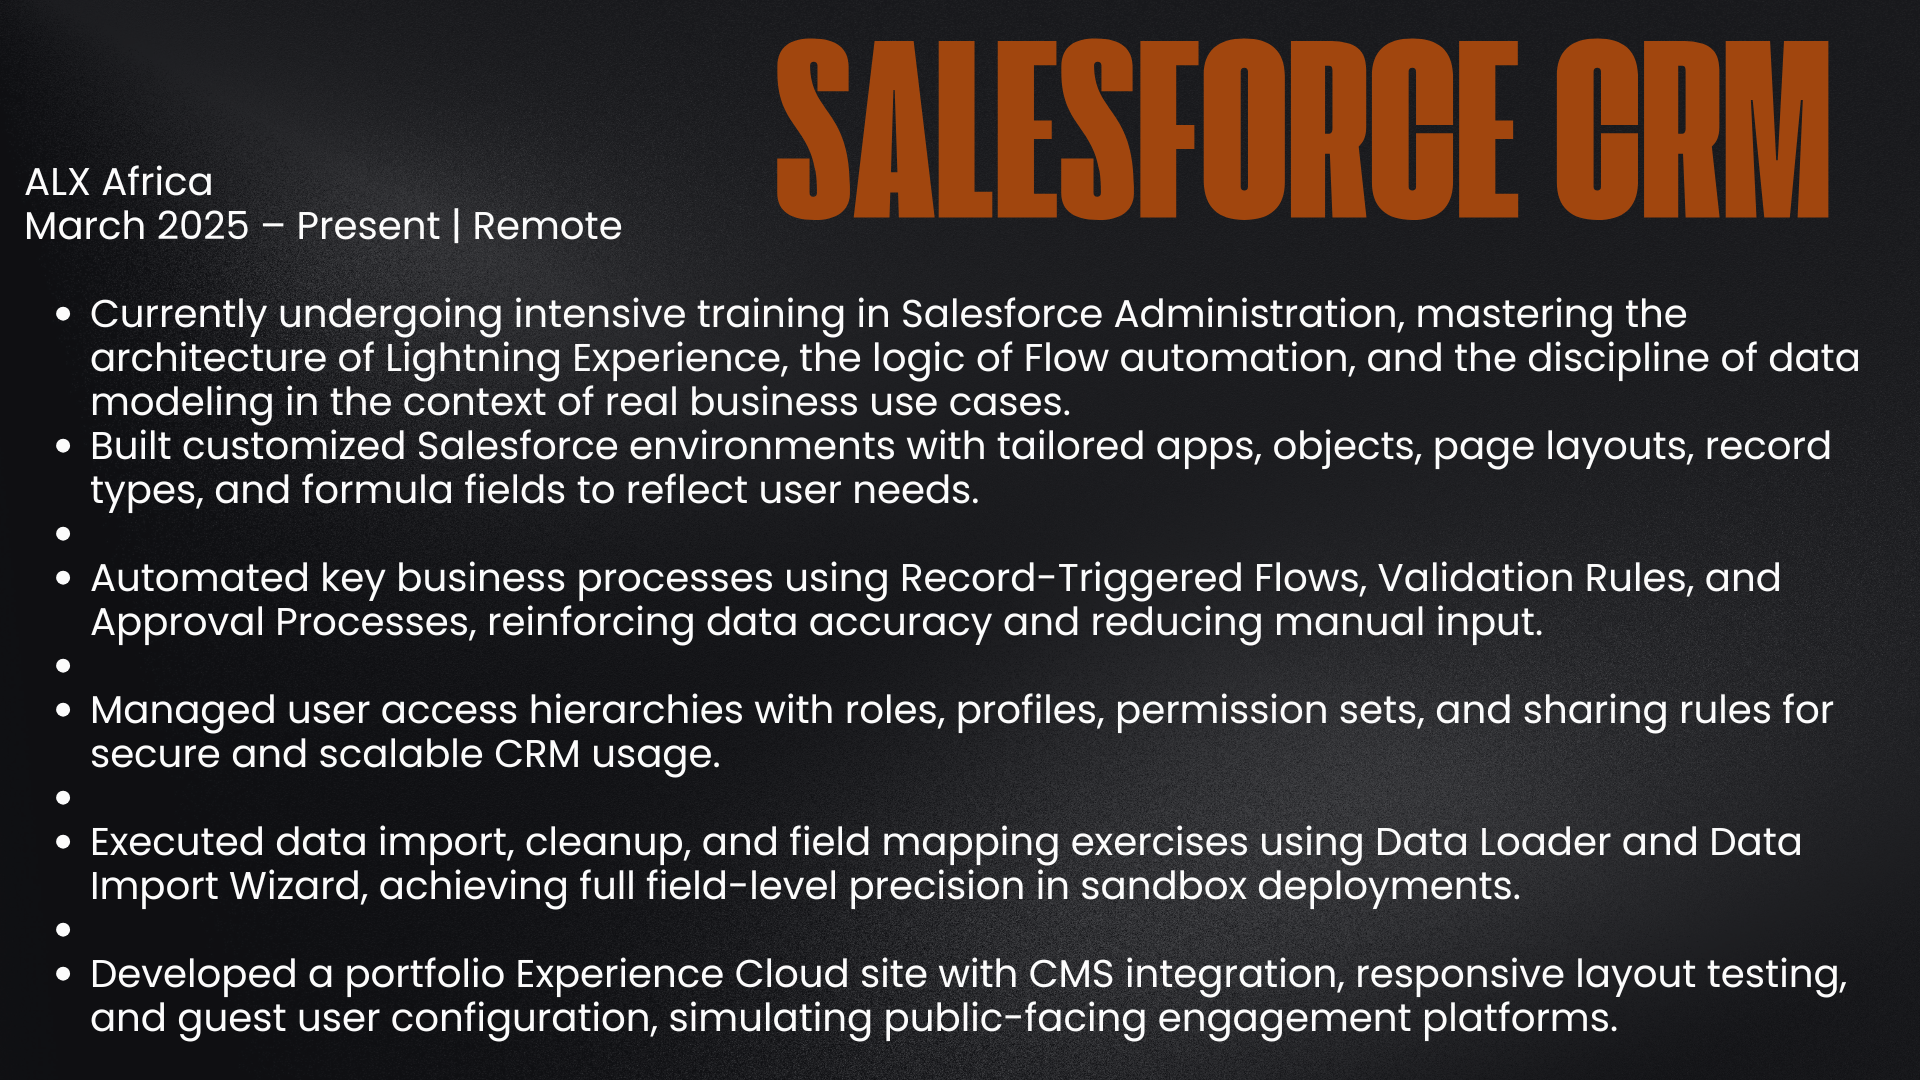 SALESFORCE CRM
ALX Africa
March 2025 – Present | Remote
• Currently undergoing intensive training in Salesforce Administration, mastering the
architecture of Lightning Experience, the logic of Flow automation, and the discipline of data
modeling in the context of real business use cases.
• Built customized Salesforce environments with tailored apps, objects, page layouts, record
types, and formula fields to reflect user needs.
•
• Automated key business processes using Record-Triggered Flows, Validation Rules, and
Approval Processes, reinforcing data accuracy and reducing manual input.
•
• Managed user access hierarchies with roles, profiles, permission sets, and sharing rules for
secure and scalable CRM usage.
•
• Executed data import, cleanup, and field mapping exercises using Data Loader and Data
Import Wizard, achieving full field-level precision in sandbox deployments.
•
• Developed a portfolio Experience Cloud site with CMS integration, responsive layout testing,
and guest user configuration, simulating public-facing engagement platforms.